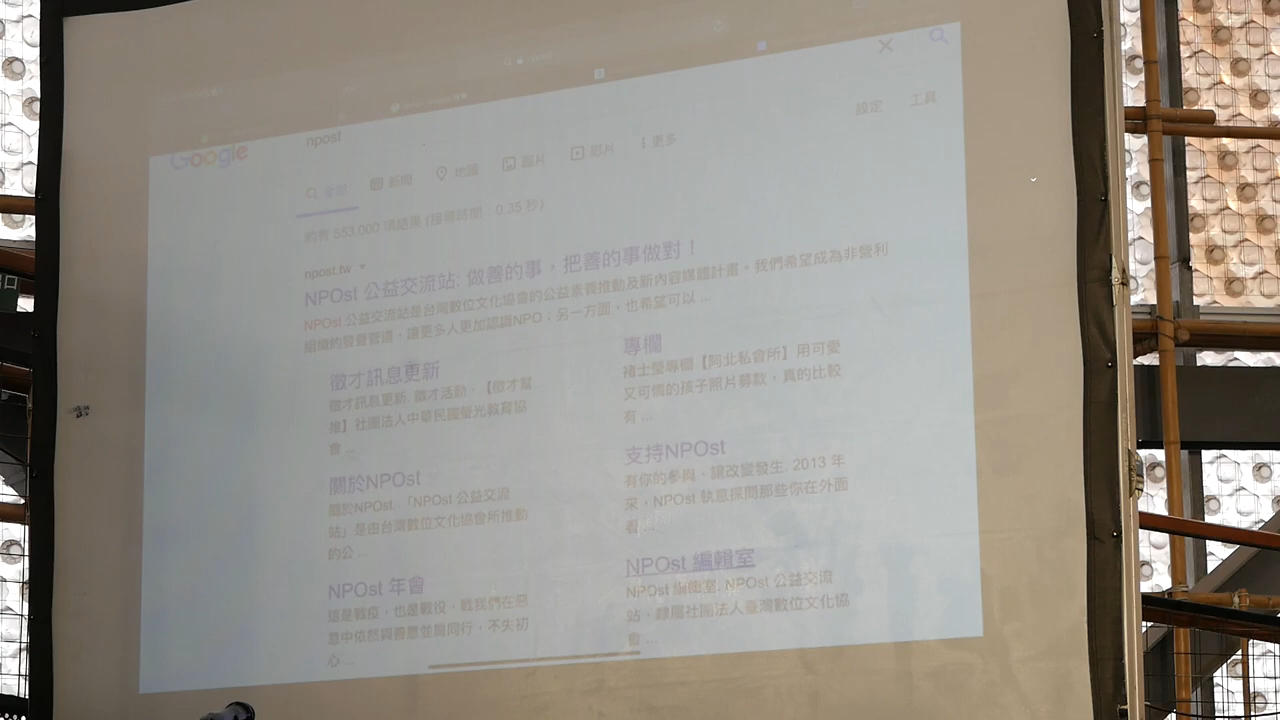 Google
npost
設定
工具
全部
新聞
地圖
圖片
影片
更多
約有 553,000 項結果 (搜尋時間：0.35 秒)
npost.tw
NPOst 公益交流站: 做善的事，把善的事做對！
NPOst 公益交流站是台灣數位文化協會的公益素養推動及新內容媒體計畫。我們希望成為非營利
組織的發聲管道，讓更多人更加認識NPO；另一方面，也希望可以 ...
徵才訊息更新
徵才訊息更新. 徵才活動 · 【徵才幫
推】社團法人中華民國螢光教育協
會 ...
專欄
褚士瑩專欄【阿北私會所】用可愛
又可憐的孩子照片募款，真的比較
有 ...
關於NPOst
關於NPOst. 「NPOst 公益交流
站」是由台灣數位文化協會所推動
的公 ...
支持NPOst
有你的參與，讓改變發生. 2013 年
來，NPOst 執意探問那些你在外面
看 ...
NPOst 年會
這是戰疫，也是戰役，戰我們在惡
意中依然與善意並肩同行，不失初
心 ...
NPOst 編輯室
NPOst 編輯室. NPOst 公益交流
站，隸屬社團法人臺灣數位文化協
會 ...